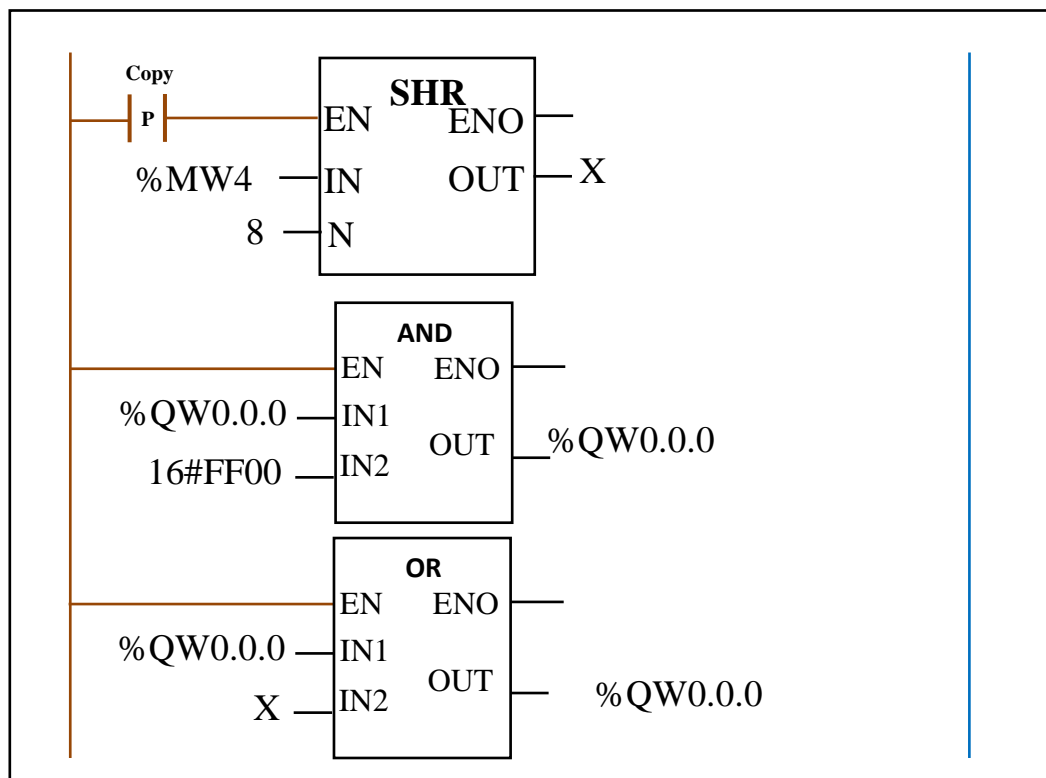 Copy
SHR
P
EN ENO
%MW4 IN OUT X
8 N
AND
EN ENO
%QW0.0.0 IN1
OUT %QW0.0.0
16#FF00 IN2
OR
EN ENO
%QW0.0.0 IN1
OUT %QW0.0.0
X IN2